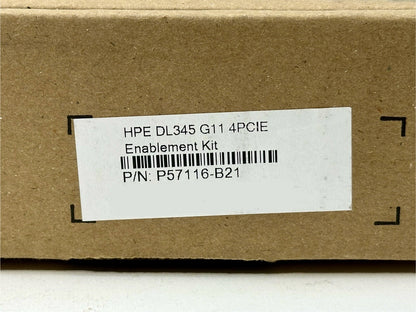 HPE DL345 G11 4PCIE
Enablement Kit
P/N: P57116-B21